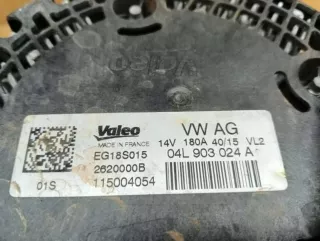 Valeo
VW AG
MADE IN FRANCE
14V 180A 40/15 VL2
EG18S015
04L 903 024 A
2620000B
01S
115004054